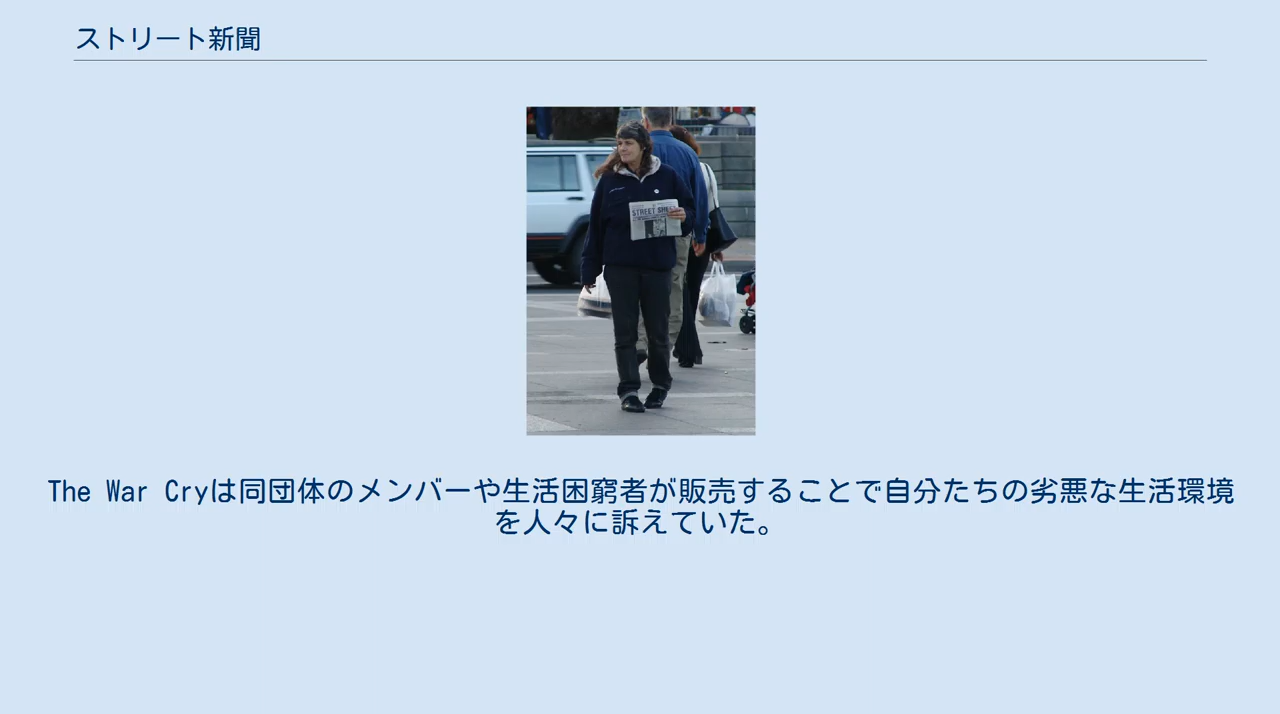 ストリート新聞
STREET SHEET
The War Cryは同団体のメンバーや生活困窮者が販売することで自分たちの劣悪な生活環境
を人々に訴えていた。